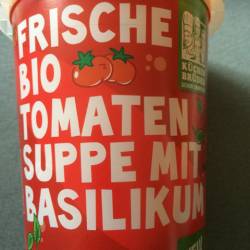 FRISCHE
BIO
TOMATEN
SUPPE MIT
BASILIKUM